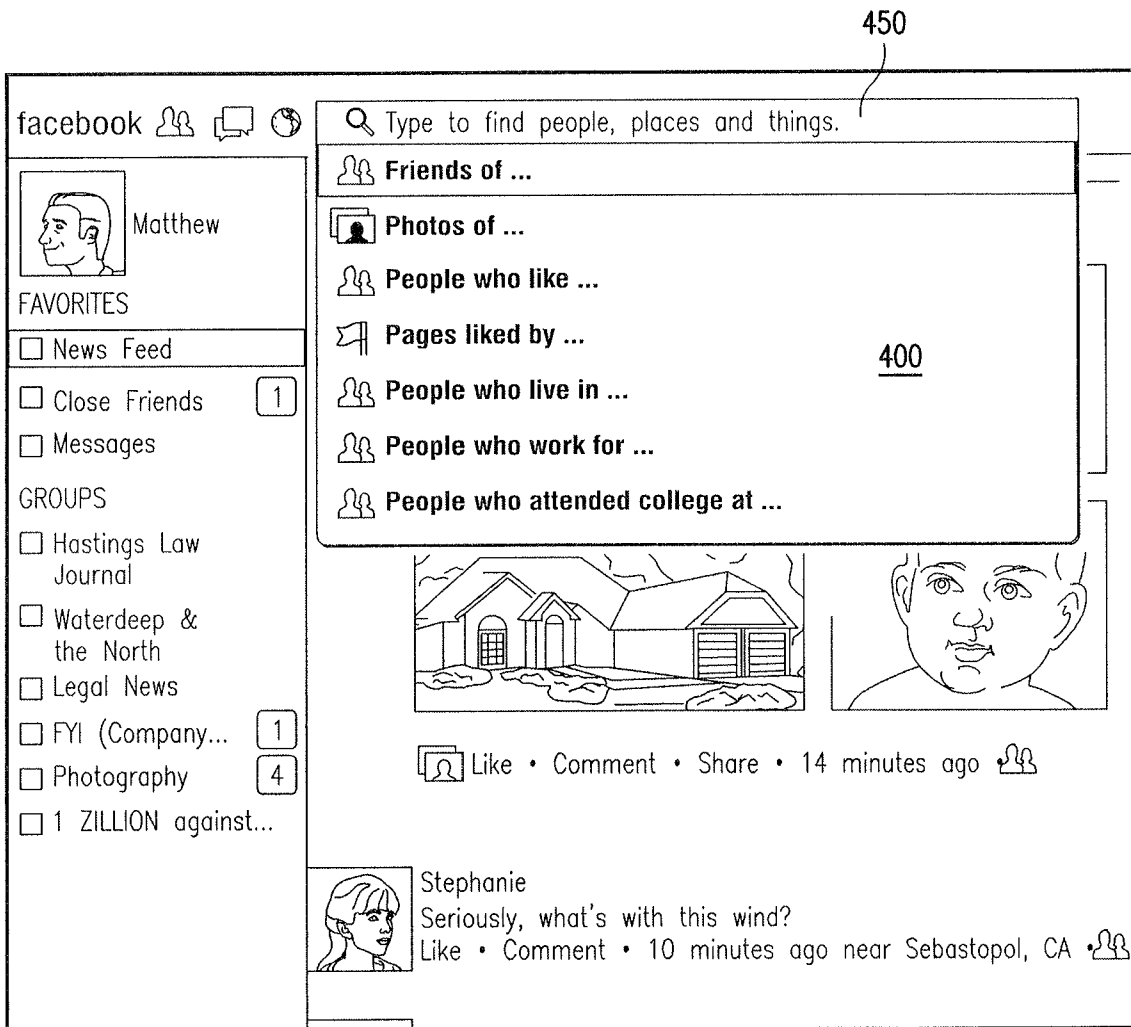 450
facebook
Type to find people, places and things.
Friends of ...
Photos of ...
People who like ...
Pages liked by ...
People who live in ...
People who work for ...
People who attended college at ...
400
Matthew
FAVORITES
News Feed
Close Friends 1
Messages
GROUPS
Hastings Law
Journal
Waterdeep &
the North
Legal News
FYI (Company... 1
Photography 4
1 ZILLION against...
Like • Comment • Share • 14 minutes ago •
Stephanie
Seriously, what's with this wind?
Like • Comment • 10 minutes ago near Sebastopol, CA •